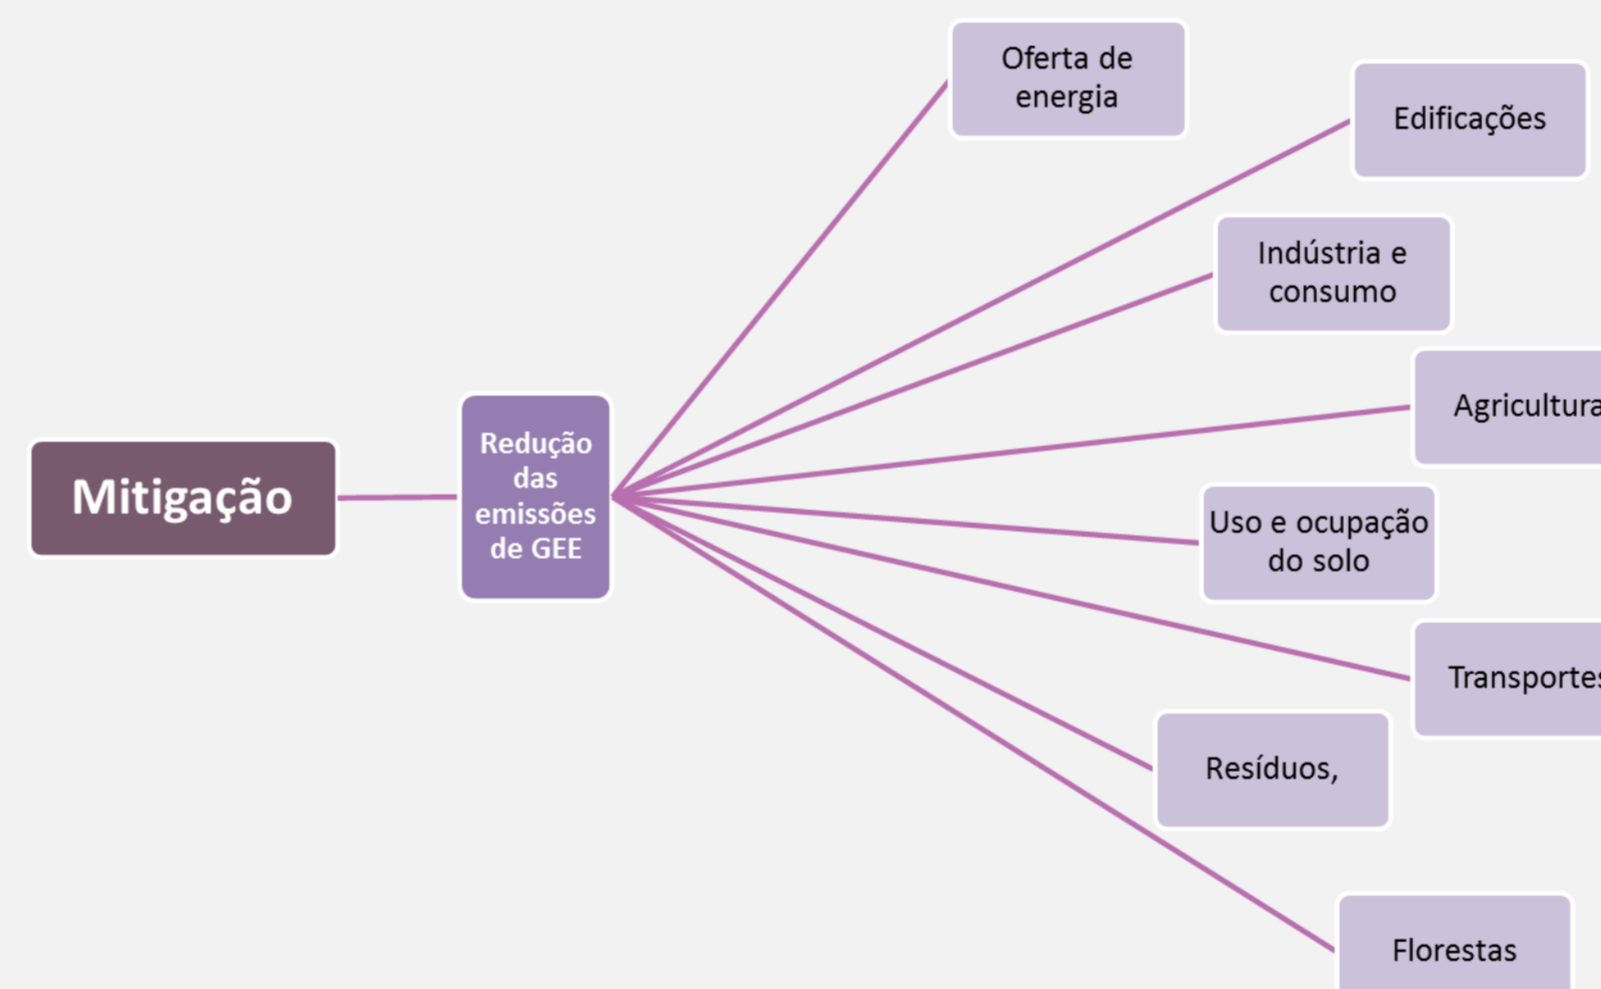 Mitigação
Redução
das
emissões
de GEE
Oferta de
energia
Edificações
Indústria e
consumo
Agricultura
Uso e ocupação
do solo
Transportes
Resíduos,
Florestas